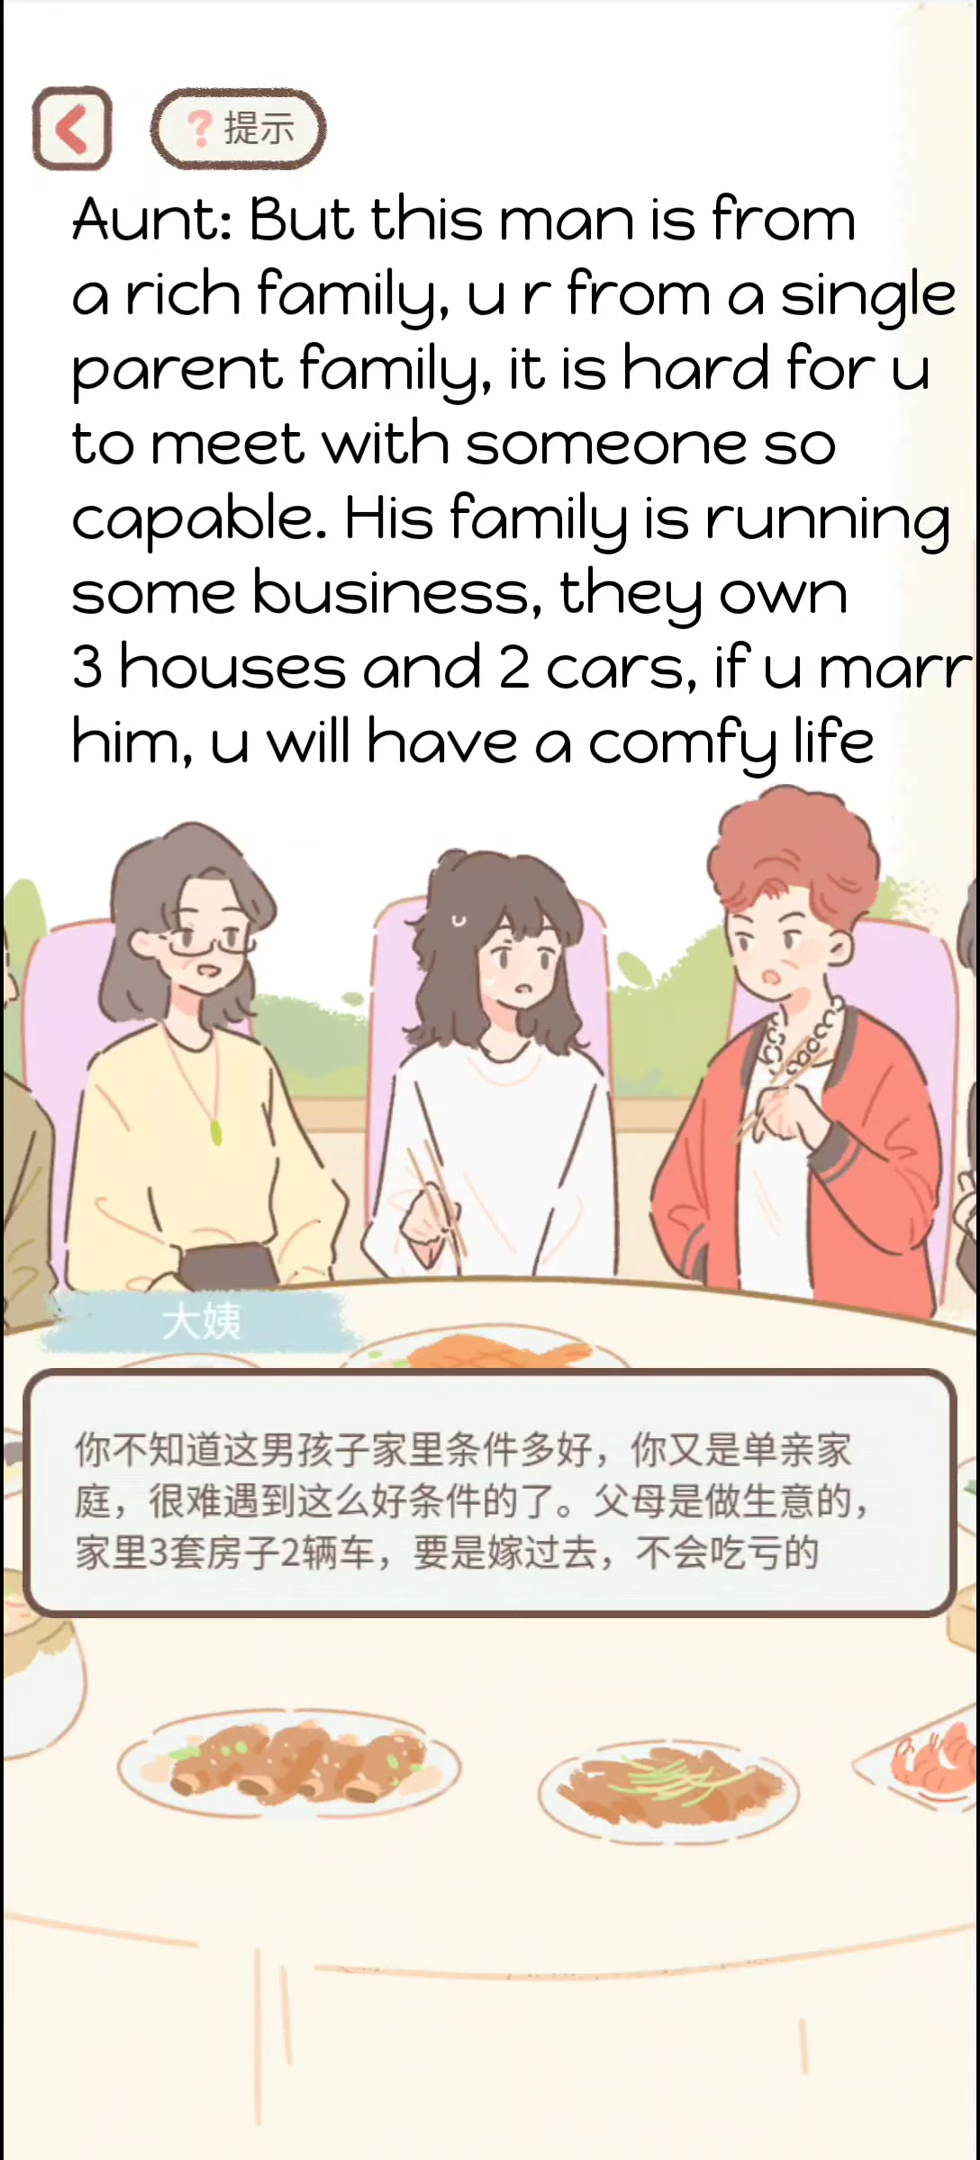 ?提示
Aunt: But this man is from
a rich family, u r from a single
parent family, it is hard for u
to meet with someone so
capable. His family is running
some business, they own
3 houses and 2 cars, if u marr
him, u will have a comfy life
大姨
你不知道这男孩子家里条件多好，你又是单亲家
庭，很难遇到这么好条件的了。父母是做生意的，
家里3套房子2辆车，要是嫁过去，不会吃亏的